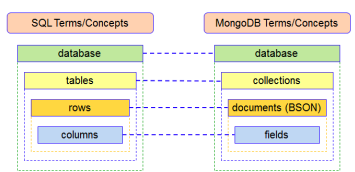 SQL Terms/Concepts
MongoDB Terms/Concepts
database
database
tables
collections
rows
documents (BSON)
columns
fields